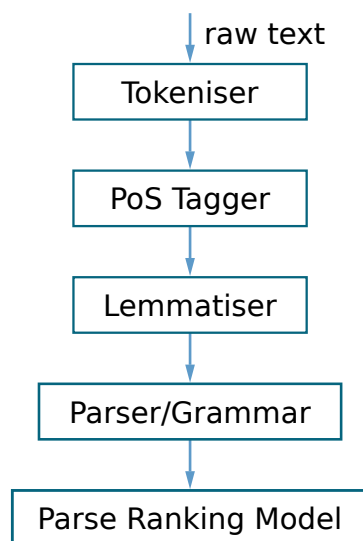 raw text
Tokeniser
PoS Tagger
Lemmatiser
Parser/Grammar
Parse Ranking Model